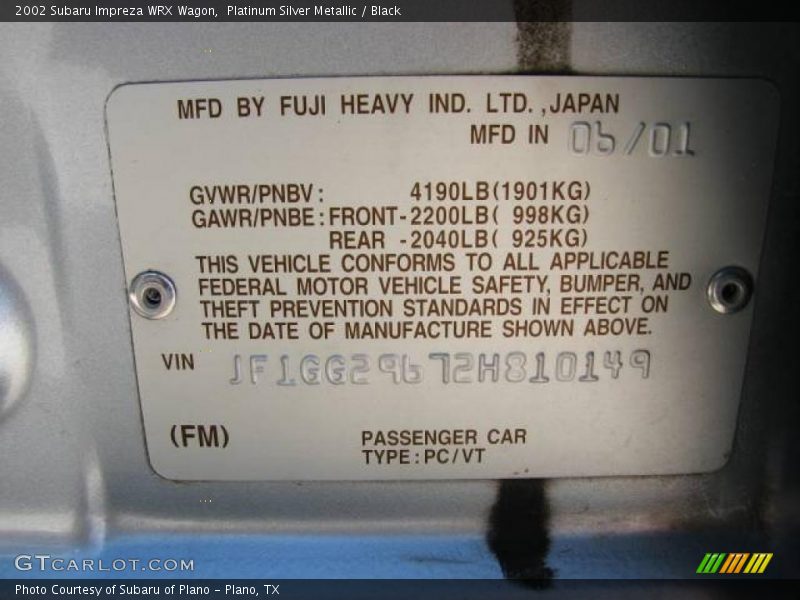 2002 Subaru Impreza WRX Wagon,  Platinum Silver Metallic / Black
MFD BY FUJI HEAVY IND. LTD.,JAPAN
MFD IN 06/01
GVWR/PNBV: 4190LB(1901KG)
GAWR/PNBE:FRONT-2200LB( 998KG)
REAR -2040LB( 925KG)
THIS VEHICLE CONFORMS TO ALL APPLICABLE
FEDERAL MOTOR VEHICLE SAFETY, BUMPER, AND
THEFT PREVENTION STANDARDS IN EFFECT ON
THE DATE OF MANUFACTURE SHOWN ABOVE.
VIN JF1GG29672H810149
(FM) PASSENGER CAR
TYPE:PC/VT
GTCARLOT.COM
Photo Courtesy of Subaru of Plano - Plano, TX